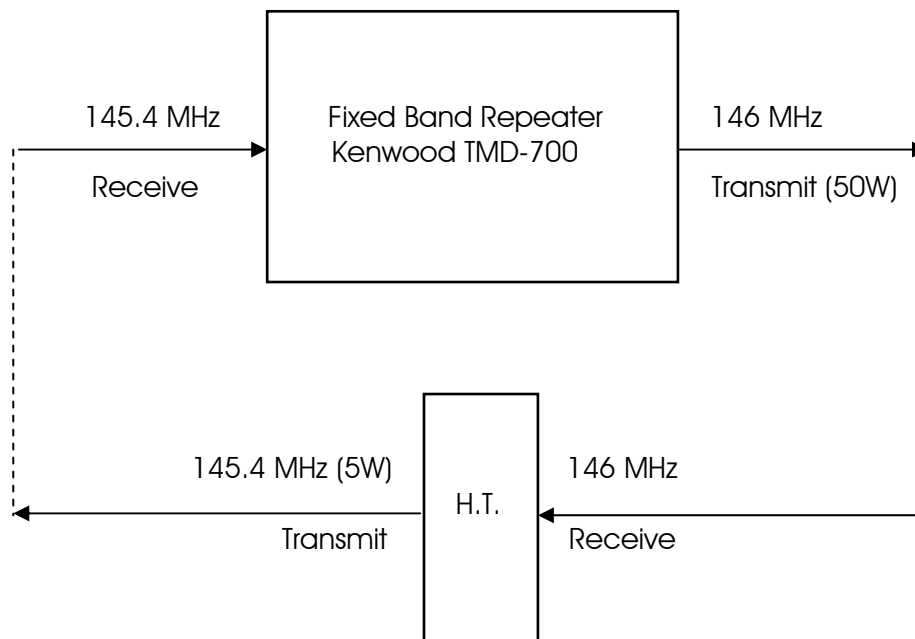 145.4 MHz
Receive
Fixed Band Repeater
Kenwood TMD-700
146 MHz
Transmit (50W)
145.4 MHz (5W)
Transmit
H.T.
146 MHz
Receive